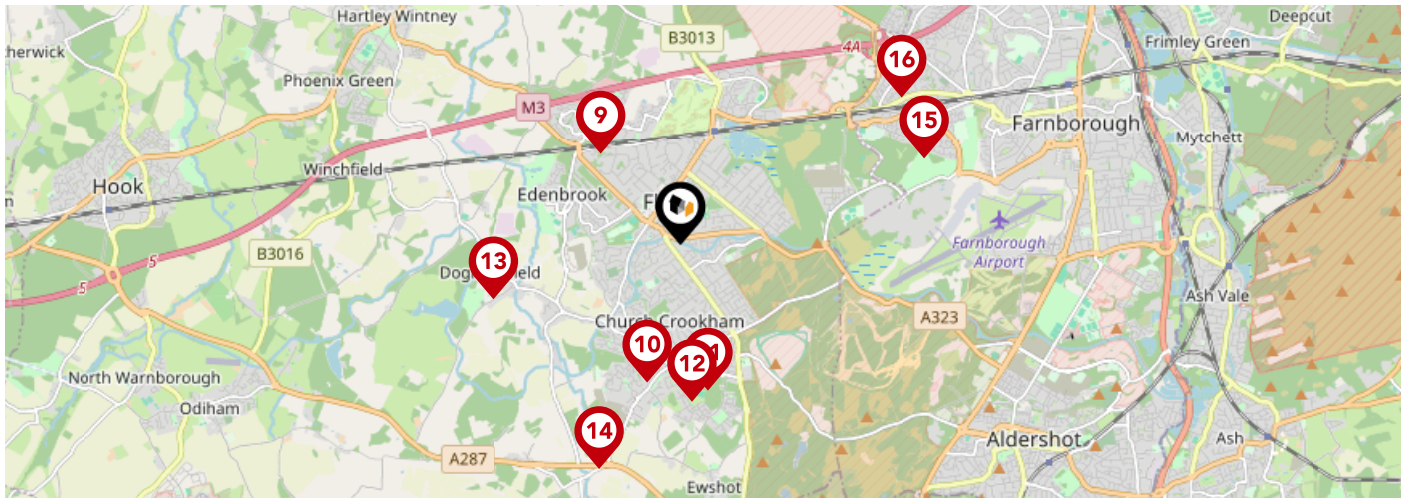 Hartley Wintney
Deepcut
B3013
Frimley Green
4A
16
Phoenix Green
M3
9
15
Farnborough
Mytchett
Winchfield
Hook
Edenbrook
Farnborough
Airport
B3016
5
13
5
Ash Vale
A323
Church Crookham
10
12
North Warnborough
Odiham
14
Aldershot
Ash
A287
Ewshot